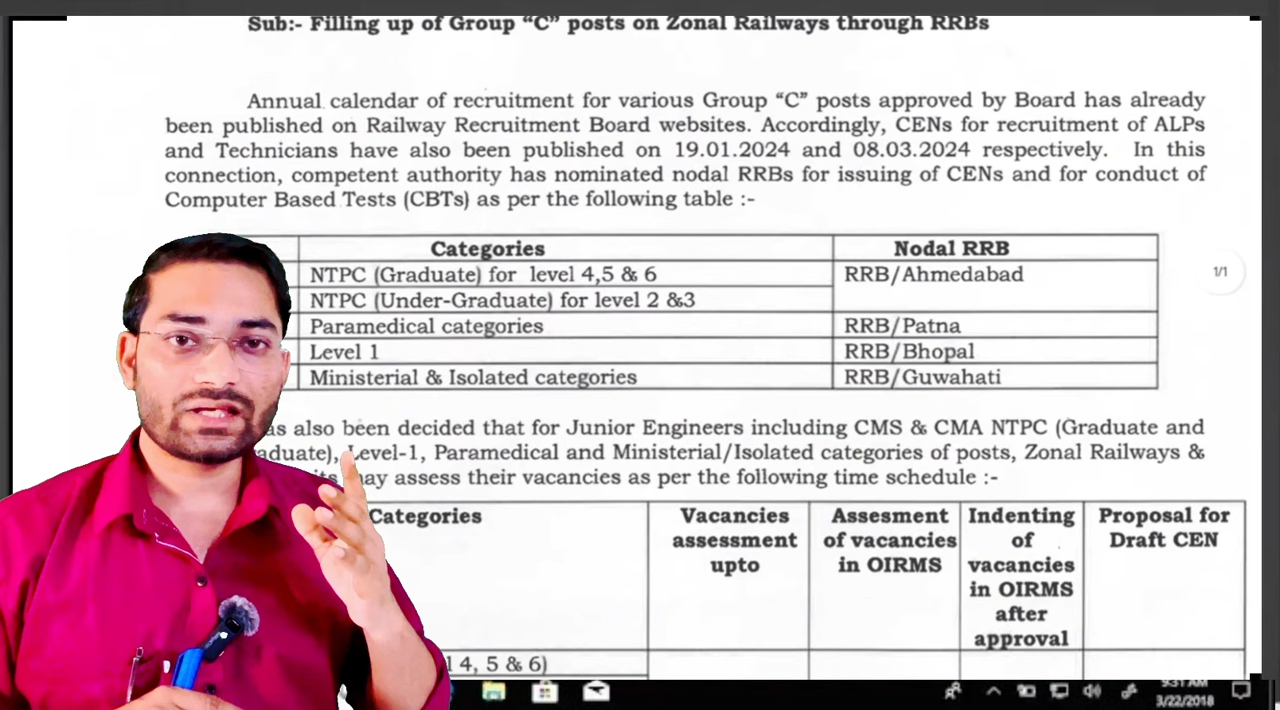 Sub:- Filling up of Group “C” posts on Zonal Railways through RRBs
Annual calendar of recruitment for various Group “C” posts approved by Board has already
been published on Railway Recruitment Board websites. Accordingly, CENs for recruitment of ALPs
and Technicians have also been published on 19.01.2024 and 08.03.2024 respectively. In this
connection, competent authority has nominated nodal RRBs for issuing of CENs and for conduct of
Computer Based Tests (CBTs) as per the following table :-
Categories Nodal RRB
NTPC (Graduate) for level 4,5 & 6 RRB/Ahmedabad
1/1
NTPC (Under-Graduate) for level 2 &3
Paramedical categories RRB/Patna
Level 1 RRB/Bhopal
Ministerial & Isolated categories RRB/Guwahati
as also been decided that for Junior Engineers including CMS & CMA NTPC (Graduate and
aduate), Level-1, Paramedical and Ministerial/Isolated categories of posts, Zonal Railways &
its may assess their vacancies as per the following time schedule :-
Categories Vacancies Assesment Indenting Proposal for
assessment of vacancies of Draft CEN
upto in OIRMS vacancies
in OIRMS
after
approval
4, 5 & 6)
9:31 AM
3/22/2018